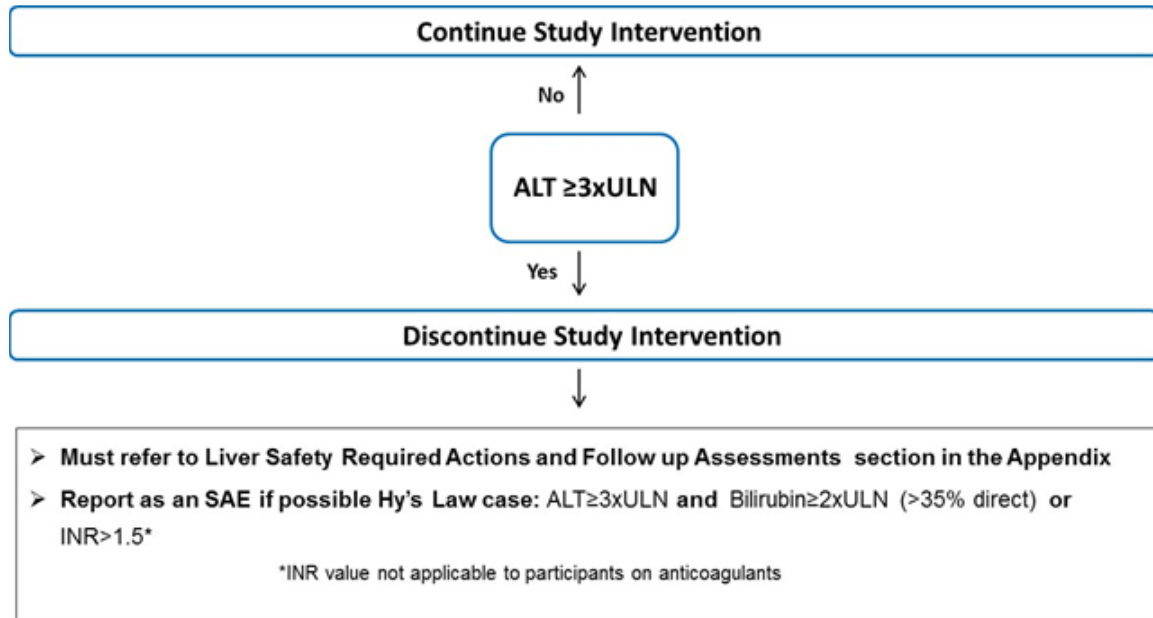 Continue Study Intervention
No
ALT ≥3xULN
Yes
Discontinue Study Intervention
➢ Must refer to Liver Safety Required Actions and Follow up Assessments section in the Appendix
➢ Report as an SAE if possible Hy's Law case: ALT≥3xULN and Bilirubin≥2xULN (>35% direct) or
INR>1.5*
*INR value not applicable to participants on anticoagulants